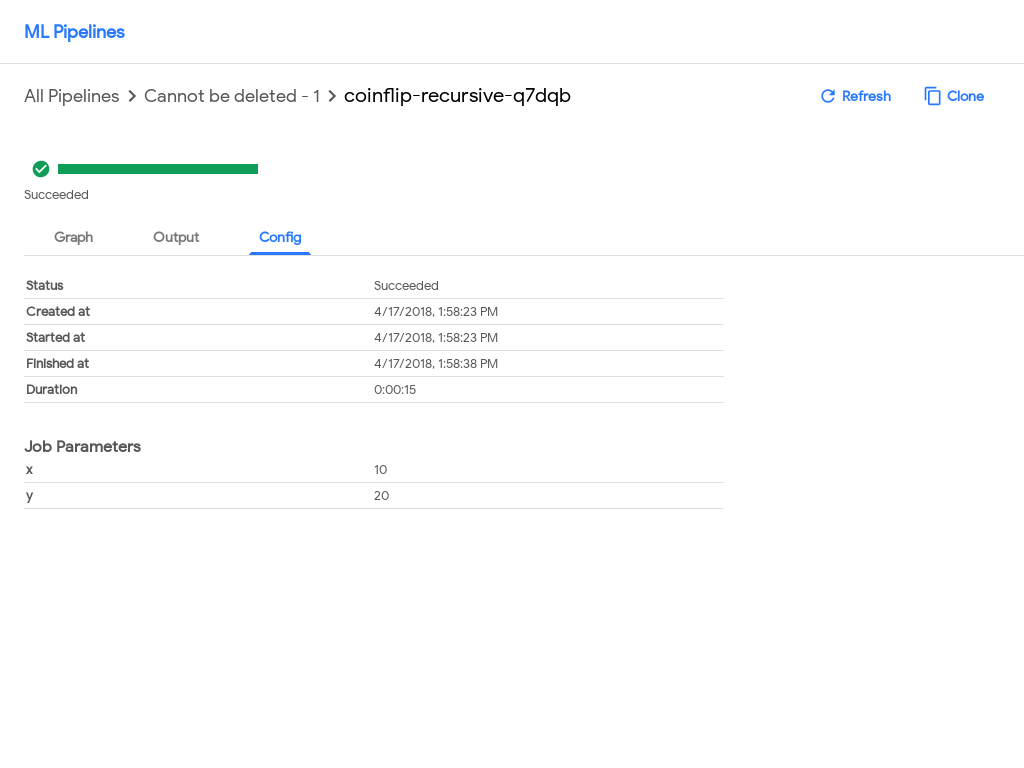 ML Pipelines
All Pipelines > Cannot be deleted - 1 > coinflip-recursive-q7dqb Refresh Clone
Succeeded
Graph Output Config
Status Succeeded
Created at 4/17/2018, 1:58:23 PM
Started at 4/17/2018, 1:58:23 PM
Finished at 4/17/2018, 1:58:38 PM
Duration 0:00:15
Job Parameters
x 10
y 20